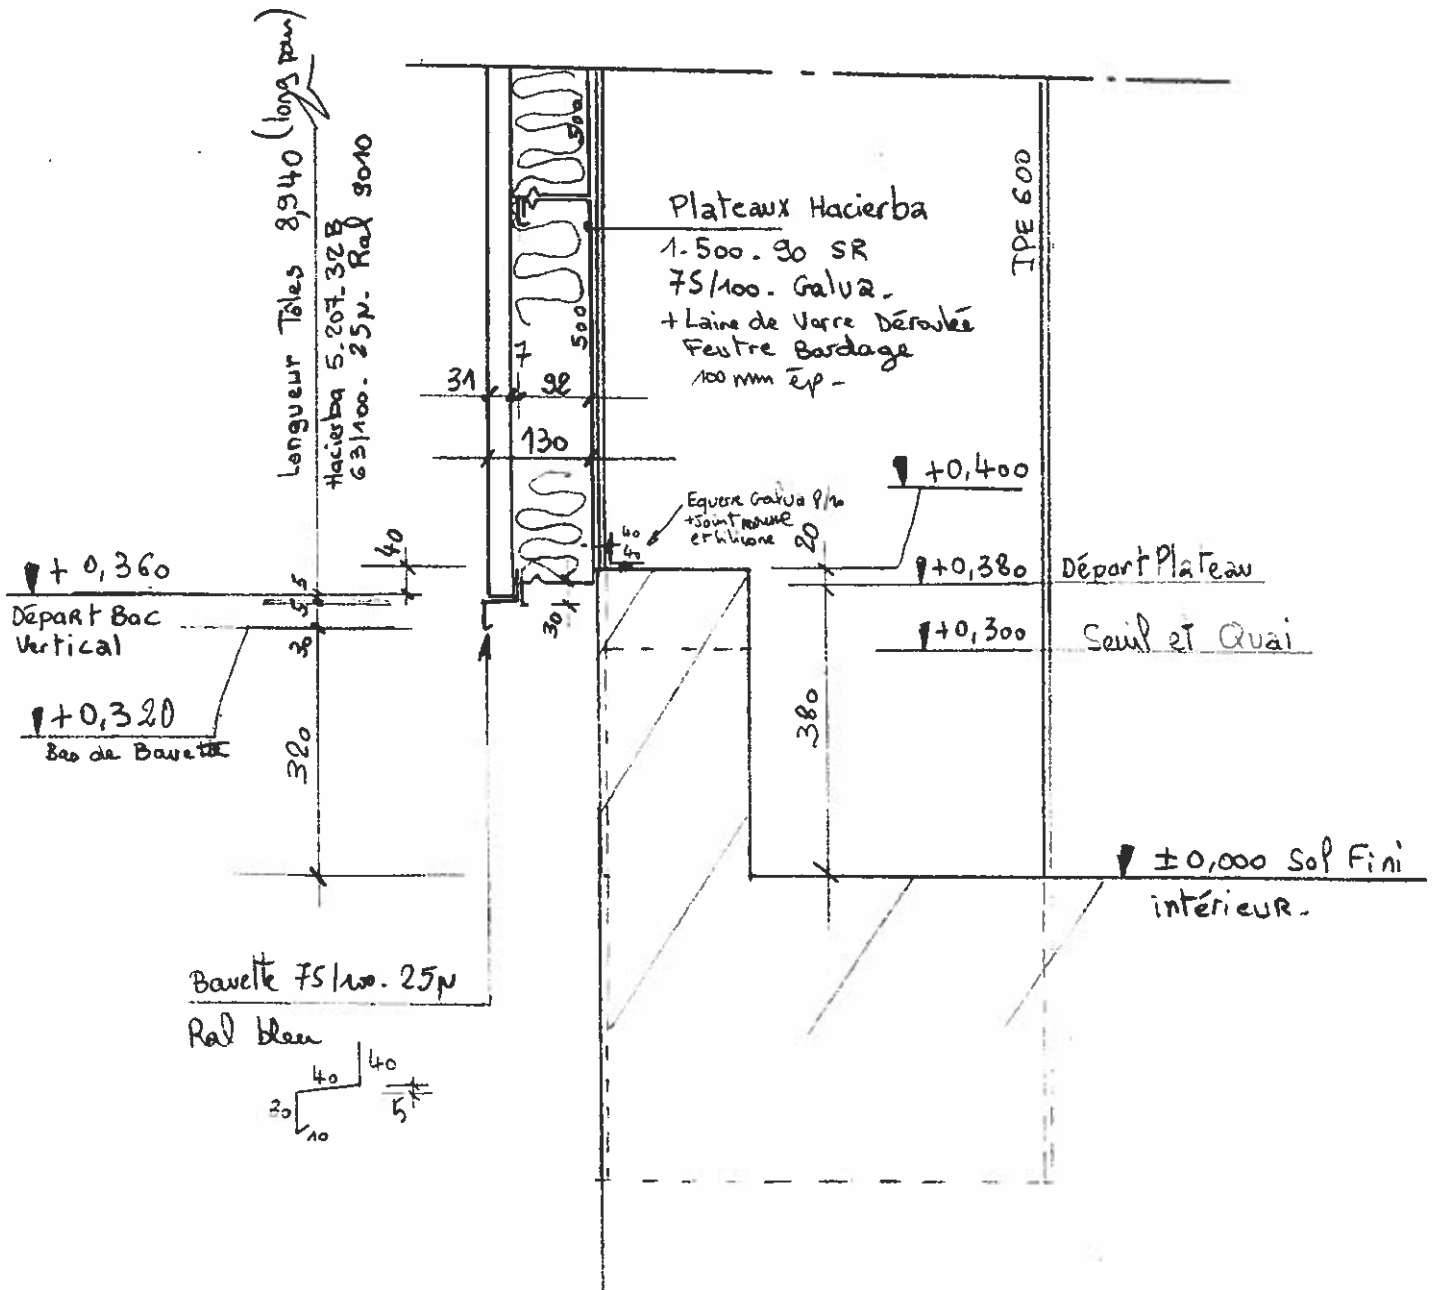 Longueur Tôles 8,940 (long pan)
Hacierba 5.207.32B
63/100. 25µ. Ral 9010
500
Plateaux Hacierba
1.500.90 SR
75/100. Galva.
+ Laine de Verre Déroulée
Feutre Bardage
100 mm ép -
IPE 600
500
7
31
92
130
+0,400
Equerre Galva
+ Joint mousse
et silicone
40
40
20
40
+0,360
Départ Bac
Vertical
5
5
30
+0,380 Départ Plateau
30
+0,300 Seuil et Quai
+0,320
Bas de Bavette
320
380
±0,000 Sol Fini
intérieur.
Bavette 75/100. 25µ
Ral bleu
40
40
5
10